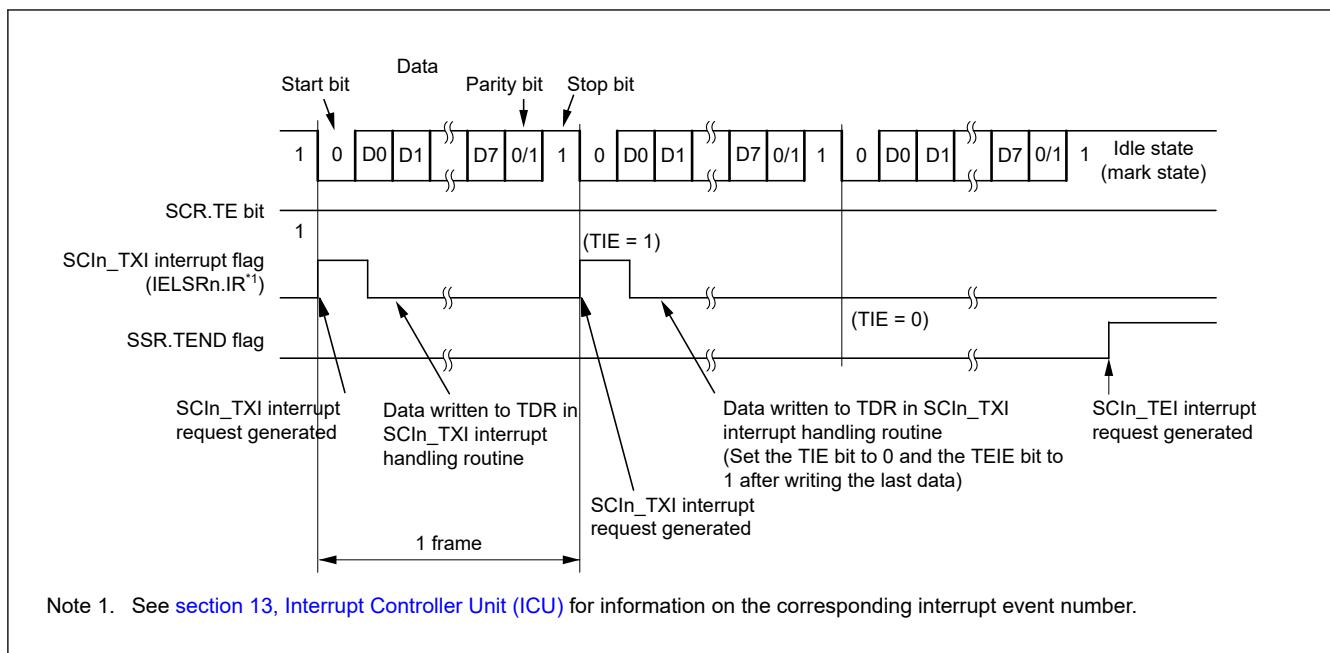 Data
Start bit
Parity bit
Stop bit
1 0 D0 D1 D7 0/1 1 0 D0 D1 D7 0/1 1 0 D0 D1 D7 0/1 1 Idle state
(mark state)
SCR.TE bit
1
(TIE = 1)
SCIn_TXI interrupt flag
(IELSRn.IR*1)
(TIE = 0)
SSR.TEND flag
SCIn_TXI interrupt
request generated
Data written to TDR in
SCIn_TXI interrupt
handling routine
Data written to TDR in SCIn_TXI
interrupt handling routine
(Set the TIE bit to 0 and the TEIE bit to
1 after writing the last data)
SCIn_TEI interrupt
request generated
SCIn_TXI interrupt
request generated
1 frame
Note 1. See section 13, Interrupt Controller Unit (ICU) for information on the corresponding interrupt event number.